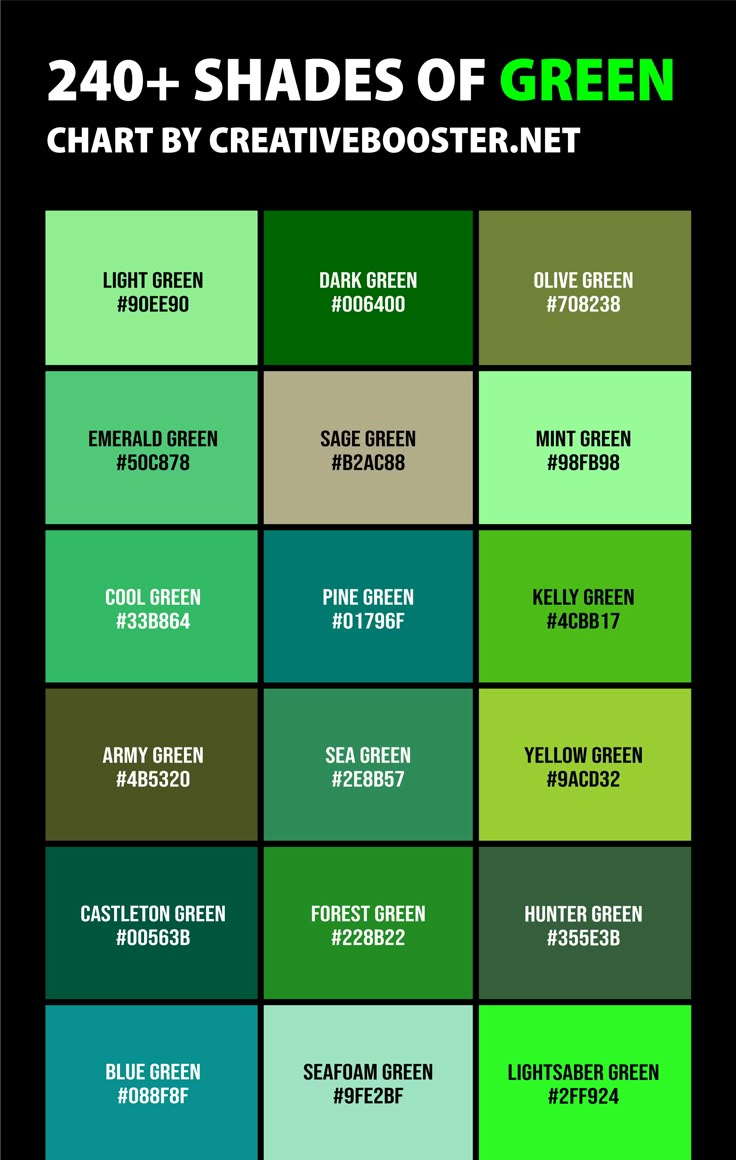 240+ SHADES OF GREEN
CHART BY CREATIVEBOOSTER.NET
LIGHT GREEN
#90EE90
DARK GREEN
#006400
OLIVE GREEN
#708238
EMERALD GREEN
#50C878
SAGE GREEN
#B2AC88
MINT GREEN
#98FB98
COOL GREEN
#33B864
PINE GREEN
#01796F
KELLY GREEN
#4CBB17
ARMY GREEN
#4B5320
SEA GREEN
#2E8B57
YELLOW GREEN
#9ACD32
CASTLETON GREEN
#00563B
FOREST GREEN
#228B22
HUNTER GREEN
#355E3B
BLUE GREEN
#088F8F
SEAFOAM GREEN
#9FE2BF
LIGHTSABER GREEN
#2FF924